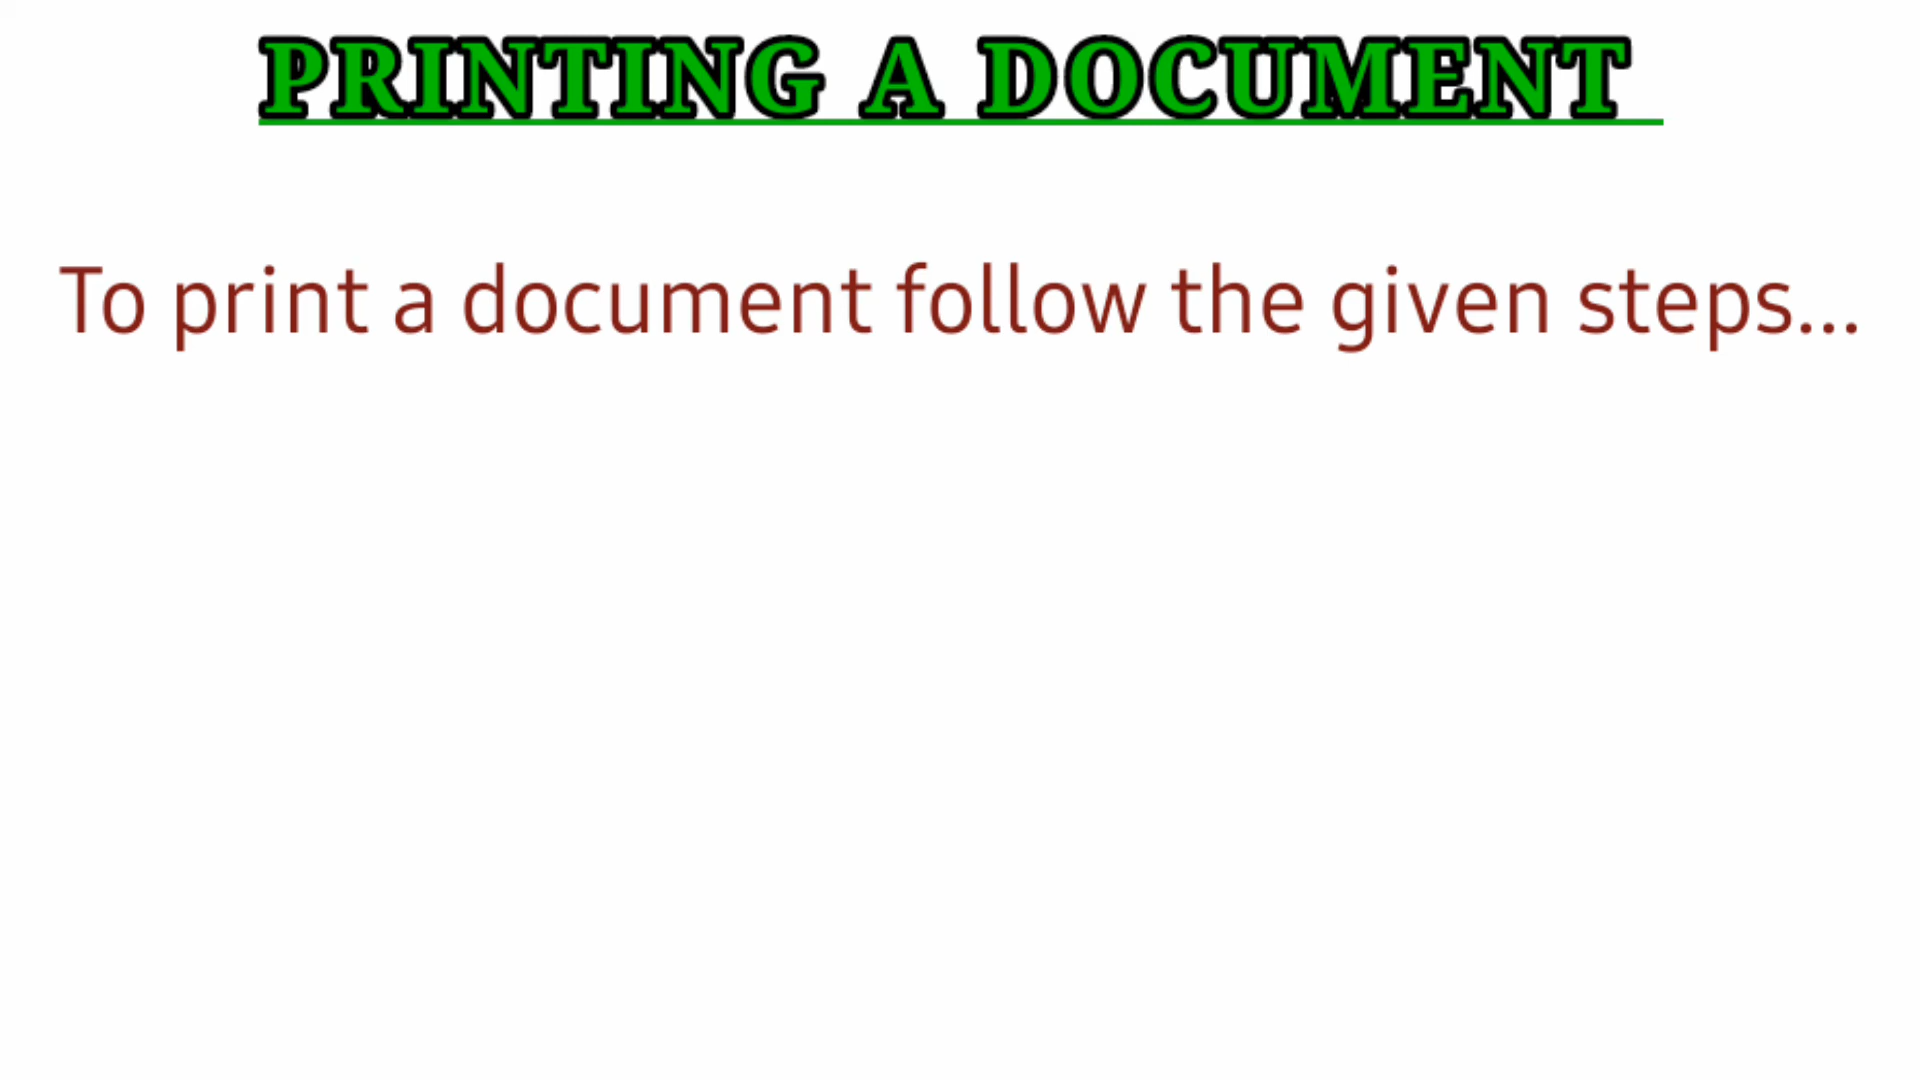 PRINTING A DOCUMENT
To print a document follow the given steps...